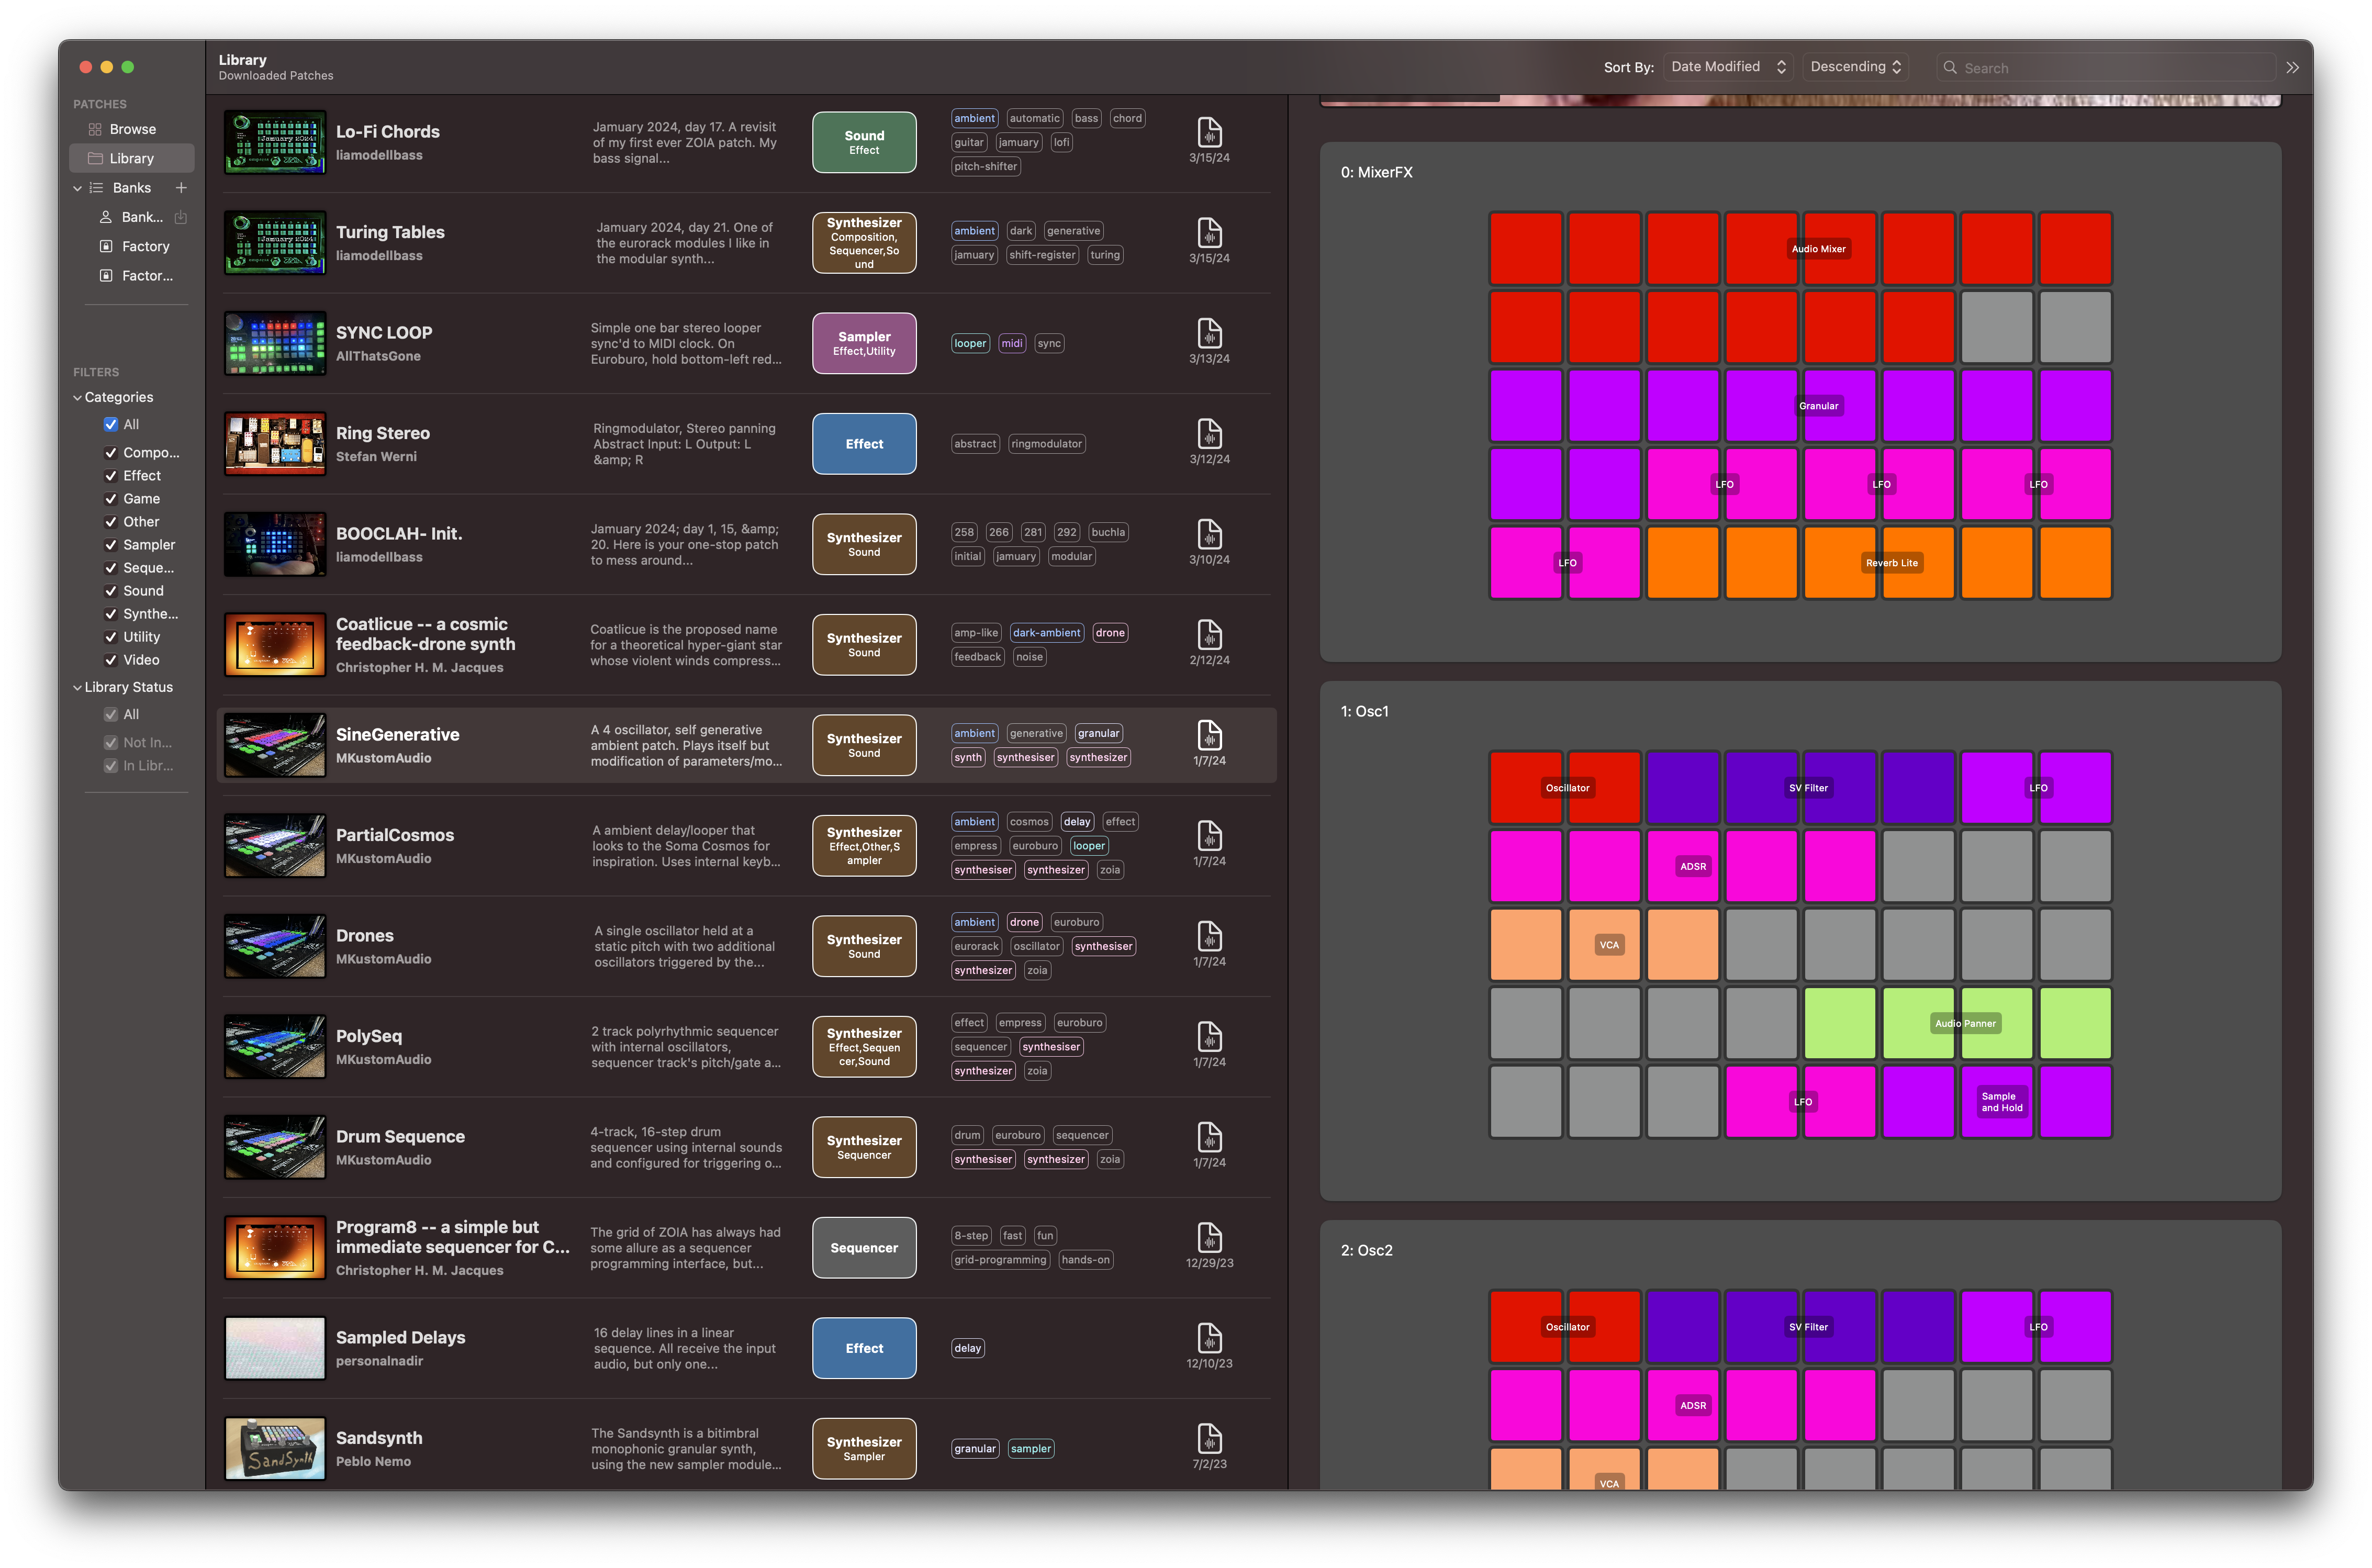 Library
Downloaded Patches
Sort By:
Date Modified
Descending
Search
PATCHES
Browse
Library
Banks
Bank...
Factory
Factor...
FILTERS
Categories
All
Compo...
Effect
Game
Other
Sampler
Seque...
Sound
Synthe...
Utility
Video
Library Status
All
Not In...
In Libr...
Lo-Fi Chords
liamodellbass
Jamuary 2024, day 17. A revisit
of my first ever ZOIA patch. My
bass signal...
Sound
Effect
ambient automatic bass chord
guitar jamuary lofi
pitch-shifter
3/15/24
Turing Tables
liamodellbass
Jamuary 2024, day 21. One of
the eurorack modules I like in
the modular synth...
Synthesizer
Composition,
Sequencer,So
und
ambient dark generative
jamuary shift-register turing
3/15/24
SYNC LOOP
AllThatsGone
Simple one bar stereo looper
sync'd to MIDI clock. On
Euroburo, hold bottom-left red...
Sampler
Effect,Utility
looper midi sync
3/13/24
Ring Stereo
Stefan Werni
Ringmodulator, Stereo panning
Abstract Input: L Output: L
&amp; R
Effect
abstract ringmodulator
3/12/24
BOOCLAH- Init.
liamodellbass
Jamuary 2024; day 1, 15, &amp;
20. Here is your one-stop patch
to mess around...
Synthesizer
Sound
258 266 281 292 buchla
initial jamuary modular
3/10/24
Coatlicue -- a cosmic
feedback-drone synth
Christopher H. M. Jacques
Coatlicue is the proposed name
for a theoretical hyper-giant star
whose violent winds compress...
Synthesizer
Sound
amp-like dark-ambient drone
feedback noise
2/12/24
SineGenerative
MKustomAudio
A 4 oscillator, self generative
ambient patch. Plays itself but
modification of parameters/mo...
Synthesizer
Sound
ambient generative granular
synth synthesiser synthesizer
1/7/24
PartialCosmos
MKustomAudio
A ambient delay/looper that
looks to the Soma Cosmos for
inspiration. Uses internal keyb...
Synthesizer
Effect,Other,S
ampler
ambient cosmos delay effect
empress euroburo looper
synthesiser synthesizer zoia
1/7/24
Drones
MKustomAudio
A single oscillator held at a
static pitch with two additional
oscillators triggered by the...
Synthesizer
Sound
ambient drone euroburo
eurorack oscillator synthesiser
synthesizer zoia
1/7/24
PolySeq
MKustomAudio
2 track polyrhythmic sequencer
with internal oscillators,
sequencer track's pitch/gate a...
Synthesizer
Effect,Sequen
cer,Sound
effect empress euroburo
sequencer synthesiser
synthesizer zoia
1/7/24
Drum Sequence
MKustomAudio
4-track, 16-step drum
sequencer using internal sounds
and configured for triggering o...
Synthesizer
Sequencer
drum euroburo sequencer
synthesiser synthesizer zoia
1/7/24
Program8 -- a simple but
immediate sequencer for C...
Christopher H. M. Jacques
The grid of ZOIA has always had
some allure as a sequencer
programming interface, but...
Sequencer
8-step fast fun
grid-programming hands-on
12/29/23
Sampled Delays
personalnadir
16 delay lines in a linear
sequence. All receive the input
audio, but only one...
Effect
delay
12/10/23
SandSynth
Sandsynth
Peblo Nemo
The Sandsynth is a bitimbral
monophonic granular synth,
using the new sampler module...
Synthesizer
Sampler
granular sampler
7/2/23
0: MixerFX
Audio Mixer
Granular
LFO LFO LFO
LFO Reverb Lite
1: Osc1
Oscillator SV Filter LFO
ADSR
VCA
Audio Panner
LFO Sample
and Hold
2: Osc2
Oscillator SV Filter LFO
ADSR
VCA